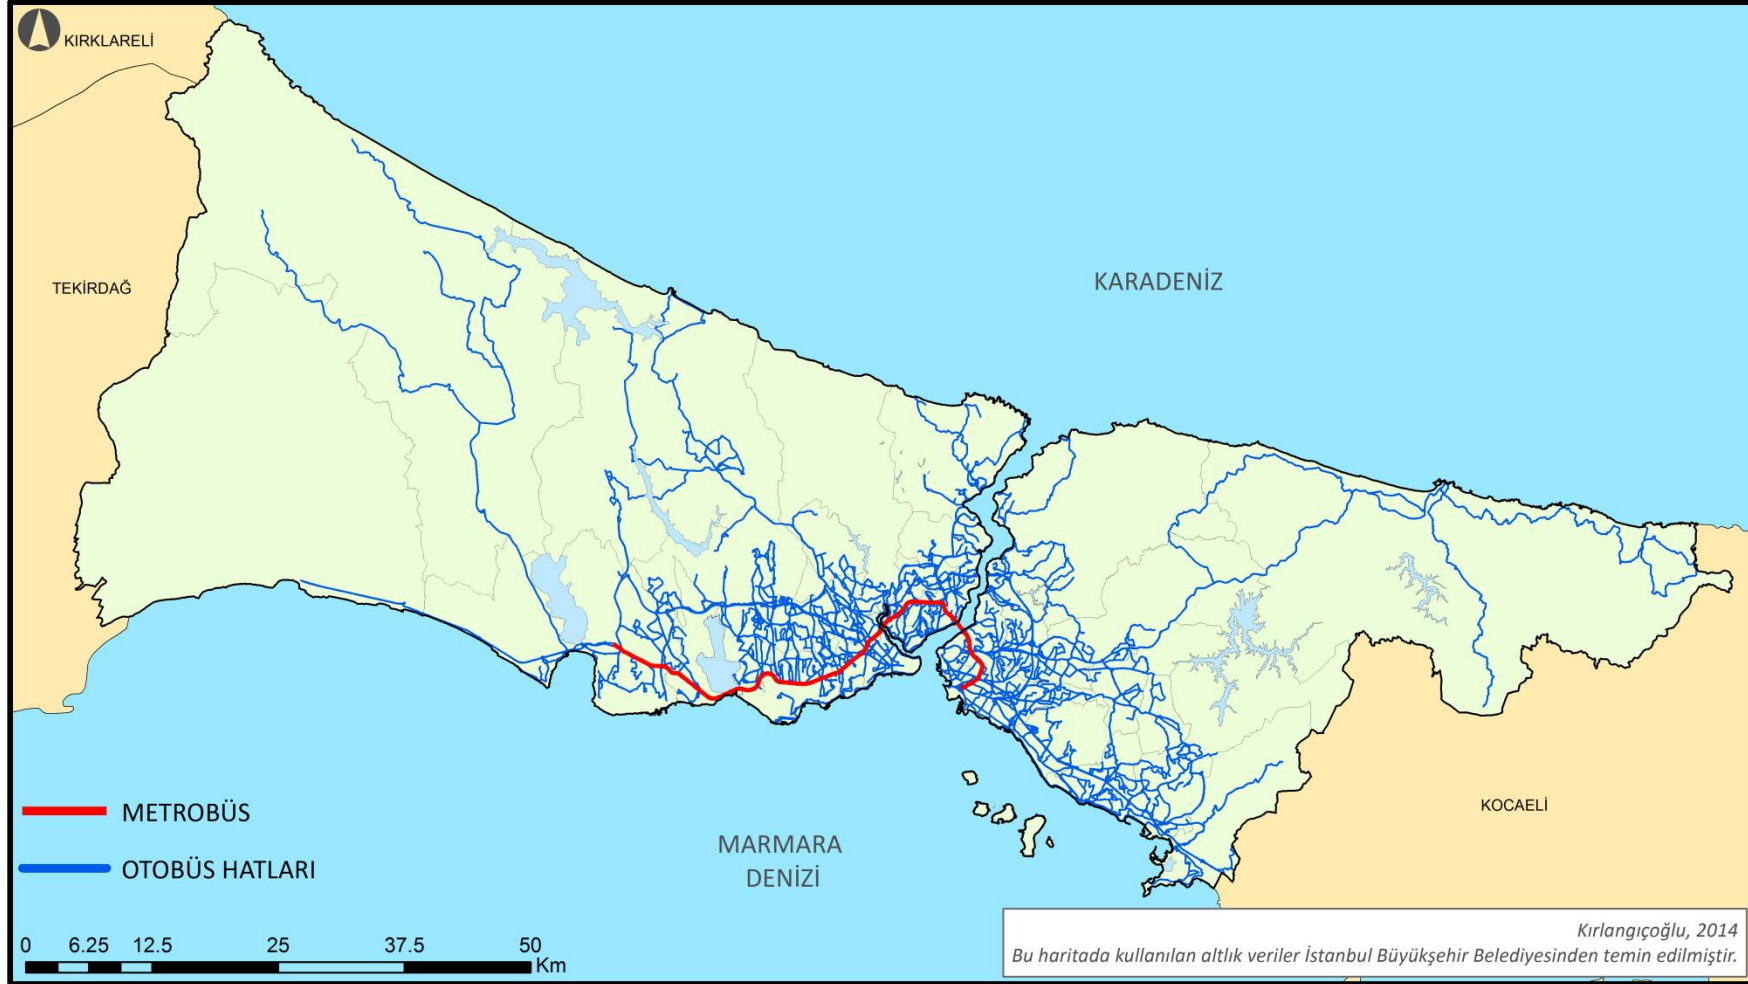 KIRKLARELİ
TEKİRDAĞ
KARADENİZ
KOCAELİ
METROBÜS
OTOBÜS HATLARI
MARMARA
DENİZİ
0 6.25 12.5 25 37.5 50
Km
Kırlangıçoğlu, 2014
Bu haritada kullanılan altlık veriler İstanbul Büyükşehir Belediyesinden temin edilmiştir.